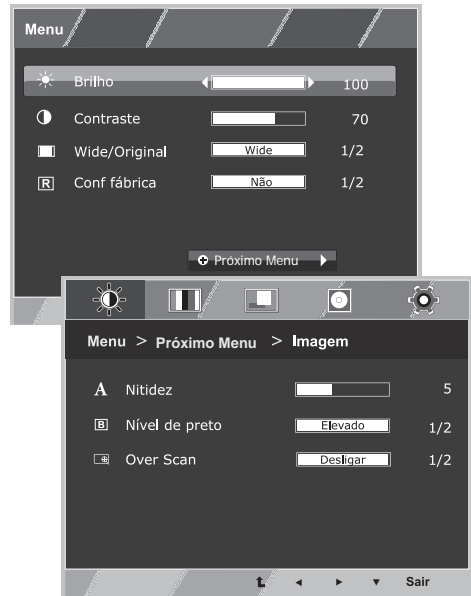 Menu
Brilho 100
Contraste 70
Wide/Original Wide 1/2
R Conf fábrica Não 1/2
Próximo Menu
Menu > Próximo Menu > Imagem
A Nitidez 5
B Nível de preto Elevado 1/2
Over Scan Desligar 1/2
Sair